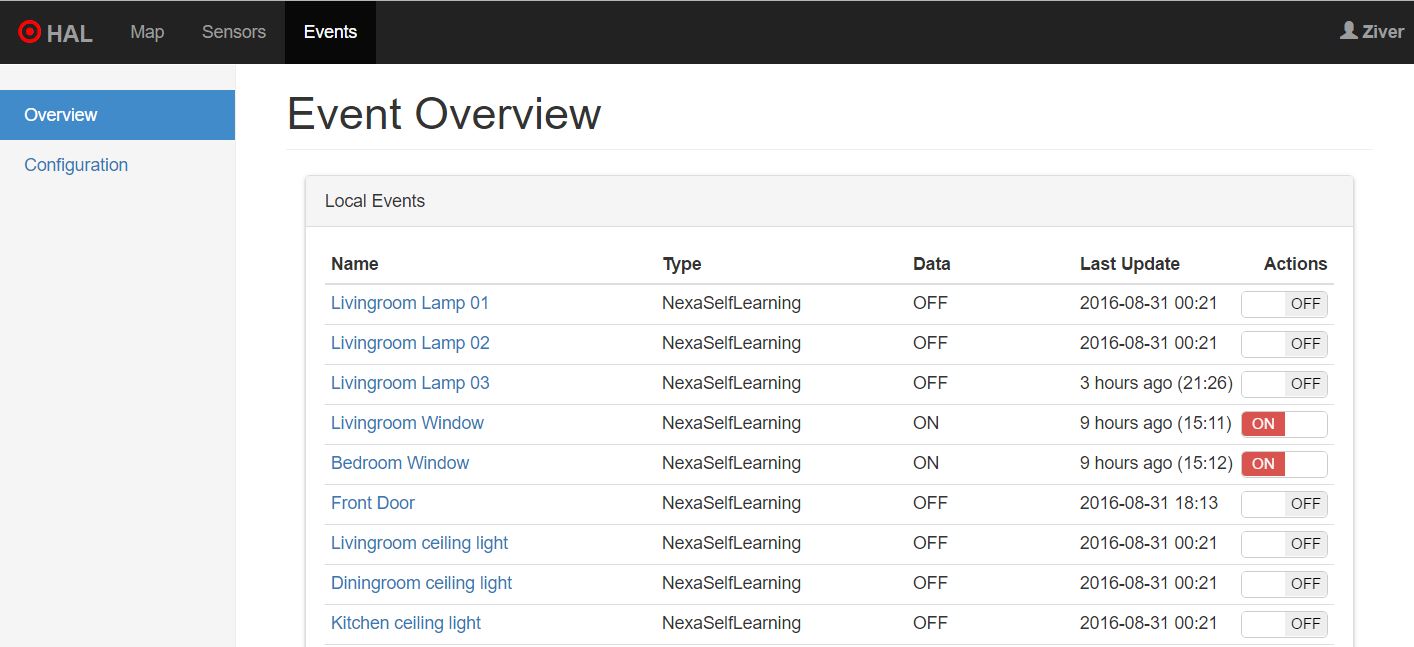 HAL Map Sensors Events Ziver
Overview
Configuration
Event Overview
Local Events
Name Type Data Last Update Actions
Livingroom Lamp 01 NexaSelfLearning OFF 2016-08-31 00:21 OFF
Livingroom Lamp 02 NexaSelfLearning OFF 2016-08-31 00:21 OFF
Livingroom Lamp 03 NexaSelfLearning OFF 3 hours ago (21:26) OFF
Livingroom Window NexaSelfLearning ON 9 hours ago (15:11) ON
Bedroom Window NexaSelfLearning ON 9 hours ago (15:12) ON
Front Door NexaSelfLearning OFF 2016-08-31 18:13 OFF
Livingroom ceiling light NexaSelfLearning OFF 2016-08-31 00:21 OFF
Diningroom ceiling light NexaSelfLearning OFF 2016-08-31 00:21 OFF
Kitchen ceiling light NexaSelfLearning OFF 2016-08-31 00:21 OFF